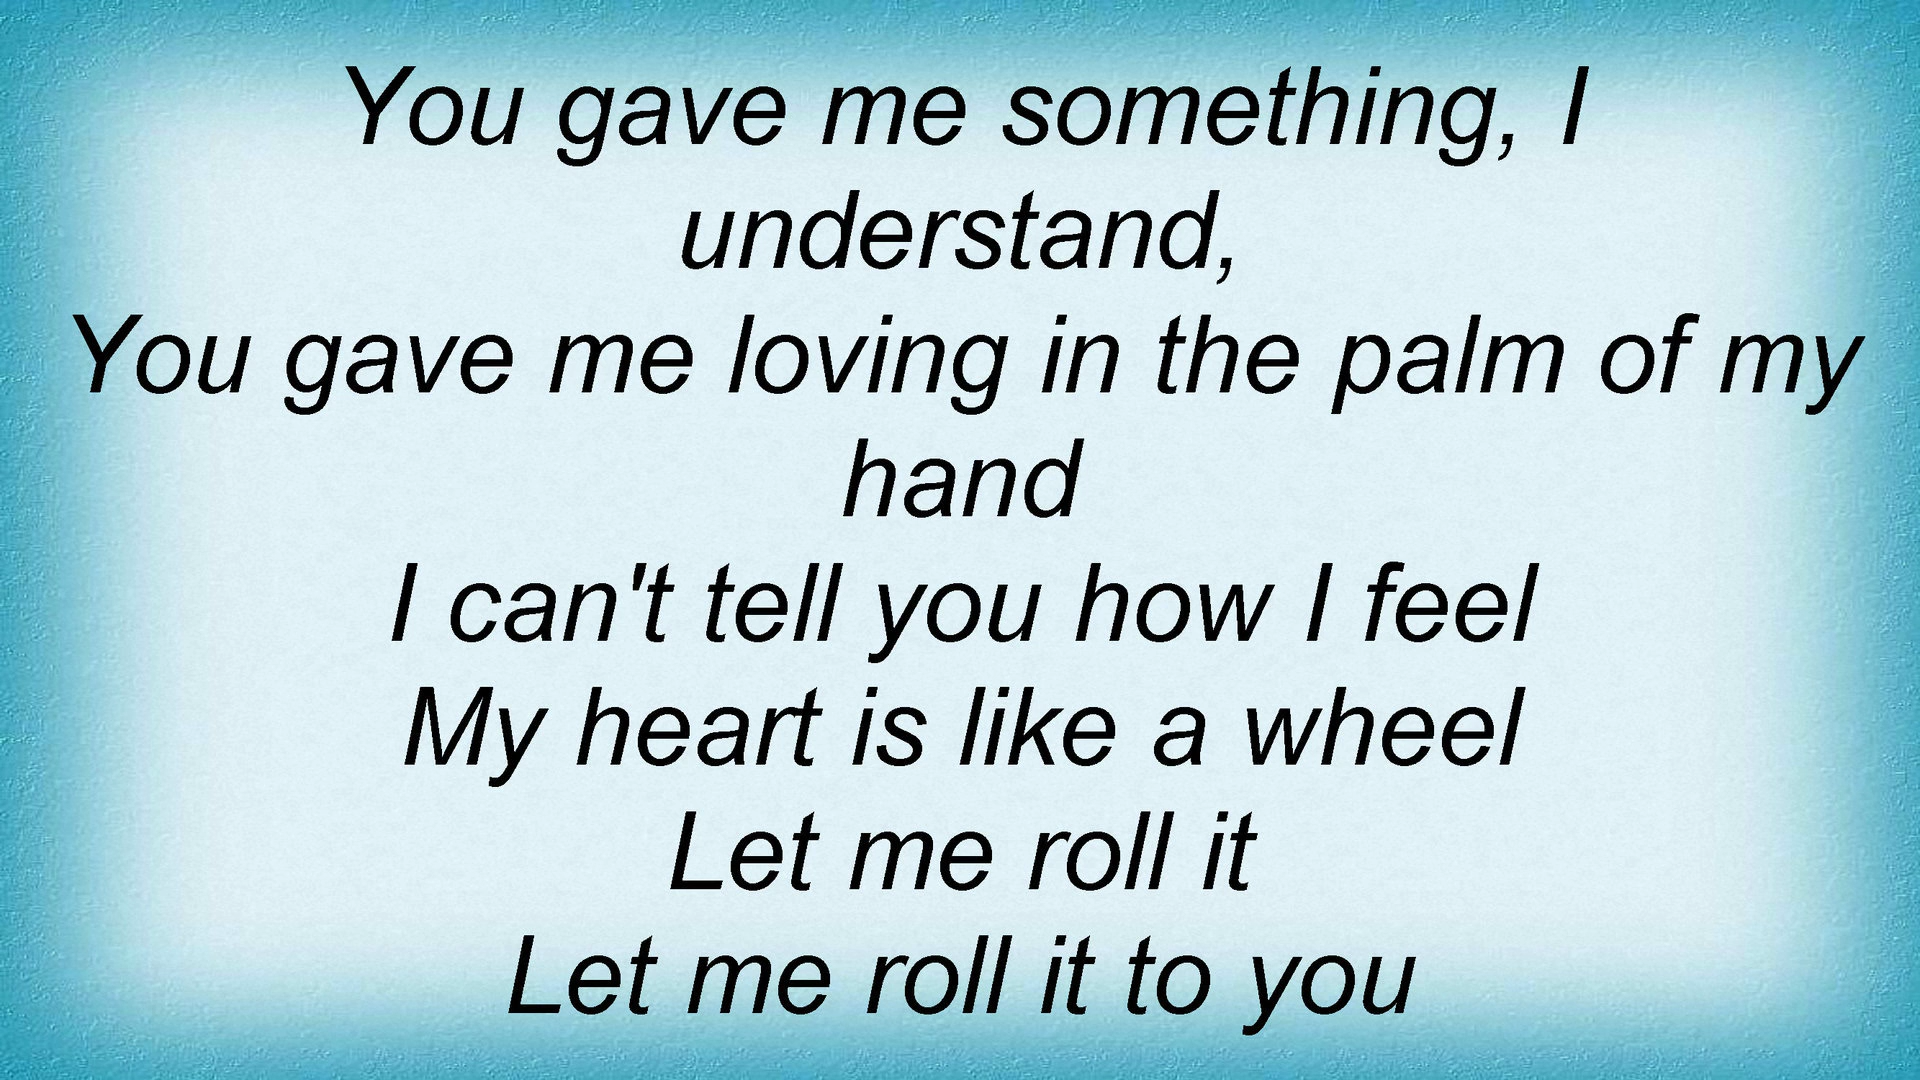 You gave me something, I
understand,
You gave me loving in the palm of my
hand
I can't tell you how I feel
My heart is like a wheel
Let me roll it
Let me roll it to you